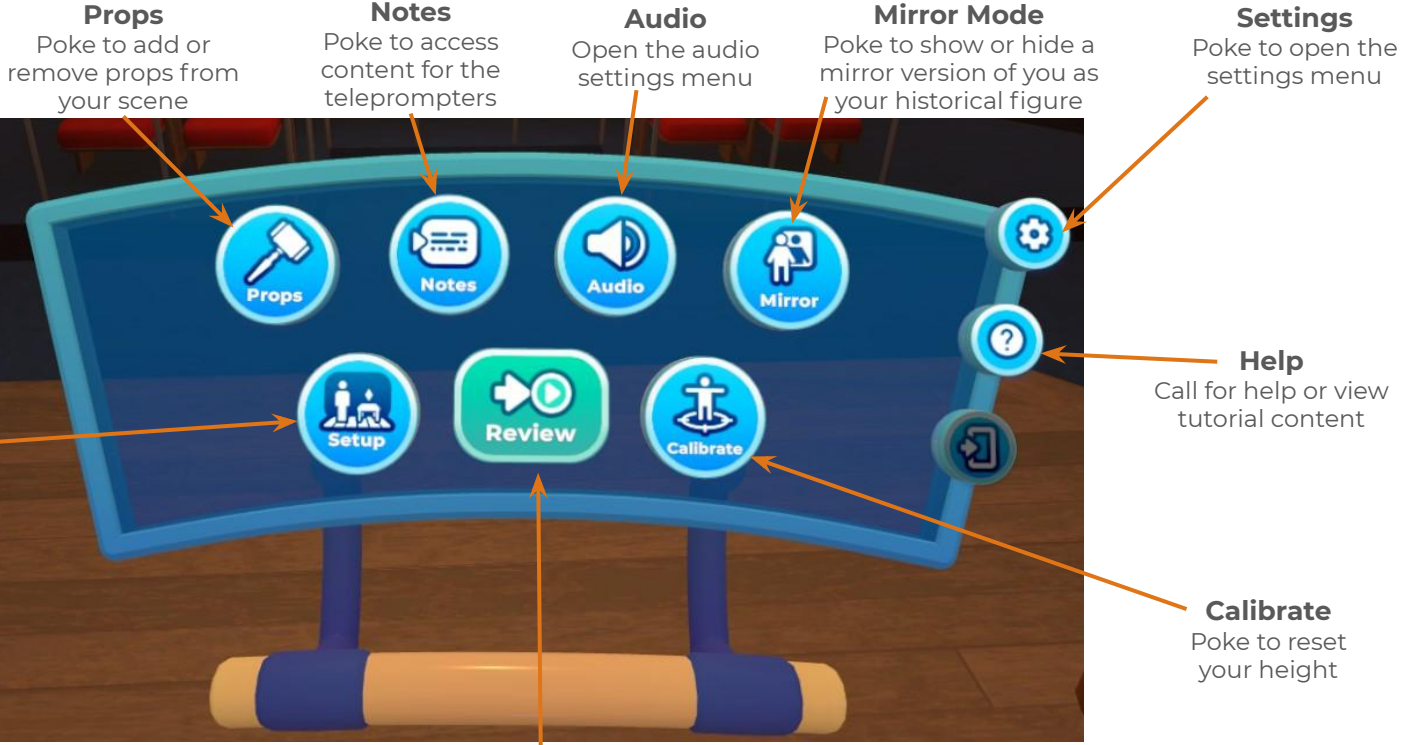 Props
Poke to add or
remove props from
your scene
Notes
Poke to access
content for the
teleprompters
Audio
Open the audio
settings menu
Mirror Mode
Poke to show or hide a
mirror version of you as
your historical figure
Settings
Poke to open the
settings menu
Props
Notes
Audio
Mirror
Setup
Review
Calibrate
?
Help
Call for help or view
tutorial content
Calibrate
Poke to reset
your height